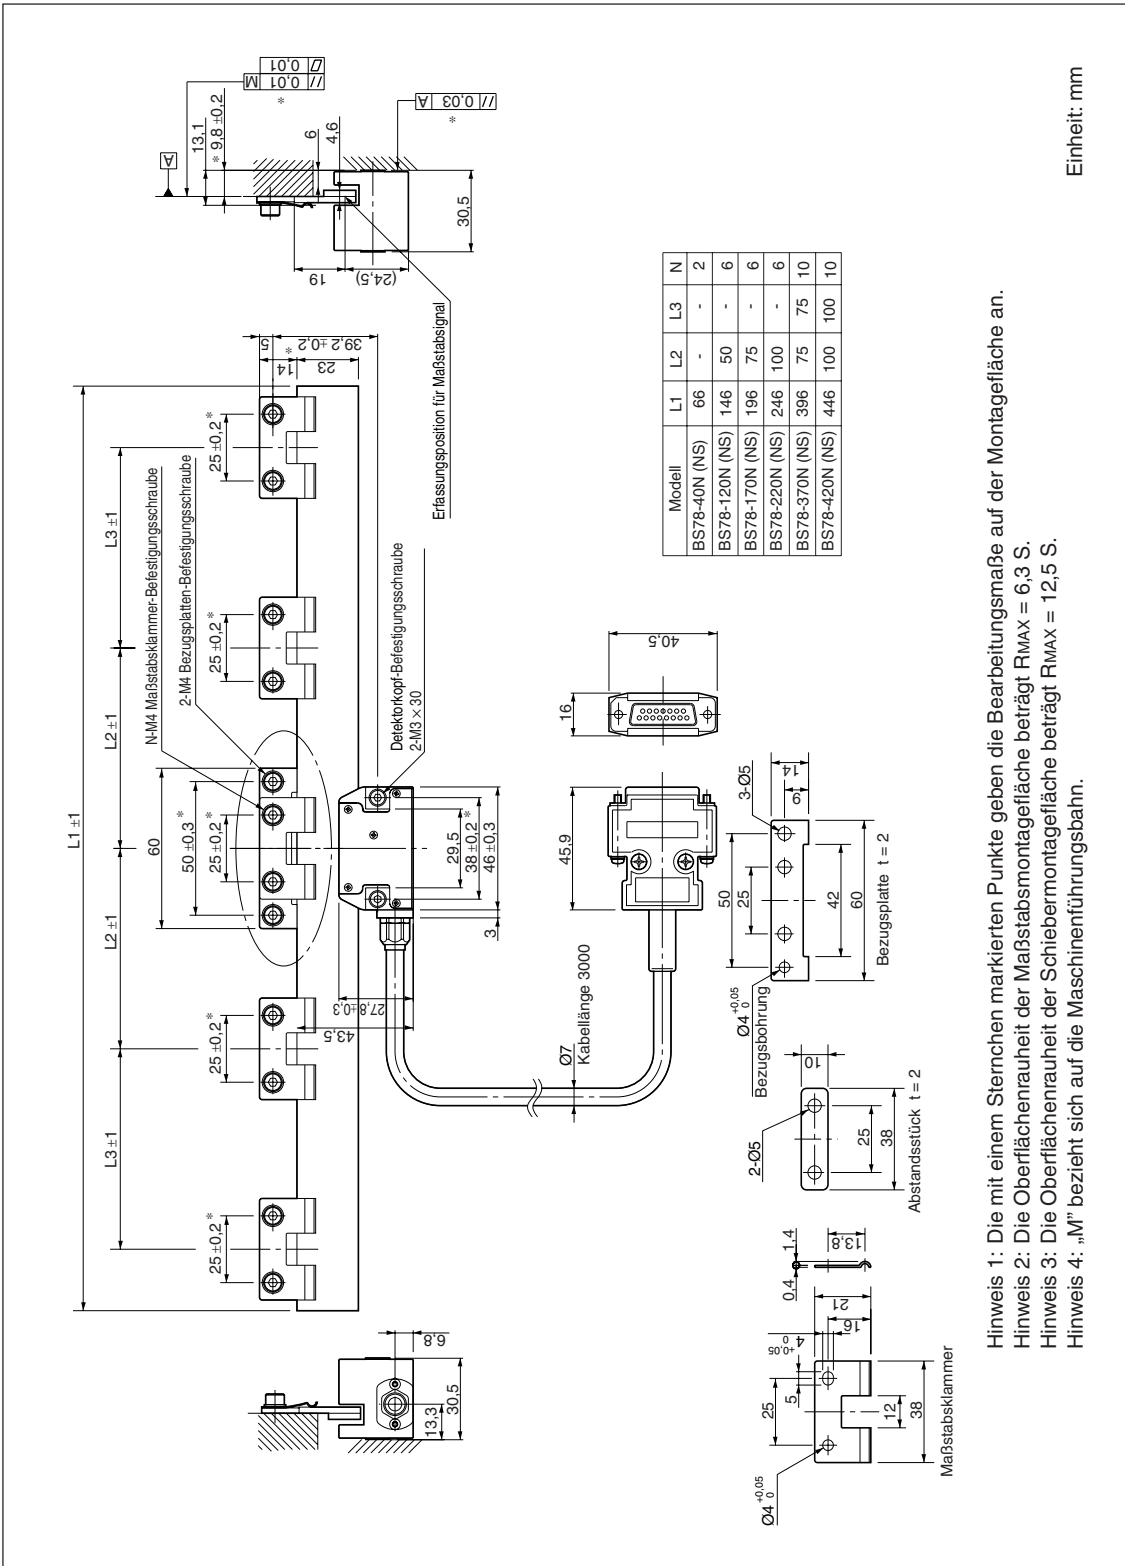 L1 ±1
L3 ±1
L2 ±1
L2 ±1
L3 ±1
25 ±0,2*
25 ±0,2*
60
50 ±0,3*
25 ±0,2*
25 ±0,2*
25 ±0,2*
N-M4 Maßstabsklammer-Befestigungsschraube
2-M4 Bezugsplatten-Befestigungsschraube
5
14
*
23
39,2 ±0,2
13,1
* 9,8 ±0,2
A
// 0,01 M
0,01
*
6
4,6
// 0,03 A
*
19
(24,5)
30,5
Erfassungsposition für Maßstabsignal
6,8
13,3
30,5
43,5
27,8±0,3
3
29,5
38 ±0,2*
46 ±0,3
Detektorkopf-Befestigungsschraube
2-M3 × 30
Ø7
Kabellänge 3000
45,9
16
40,5
Modell L1 L2 L3 N
BS78-40N (NS) 66 - - 2
BS78-120N (NS) 146 50 - 6
BS78-170N (NS) 196 75 - 6
BS78-220N (NS) 246 100 - 6
BS78-370N (NS) 396 75 75 10
BS78-420N (NS) 446 100 100 10
Ø4 +0,05 0
25
5
4 +0,05 0
16
21
12
38
Maßstabsklammer
0,4
1,4
13,8
2-Ø5
10
25
38
Abstandsstück t = 2
Ø4 +0,05 0
Bezugsbohrung
50
25
3-Ø5
9
14
42
60
Bezugsplatte t = 2
Hinweis 1: Die mit einem Sternchen markierten Punkte geben die Bearbeitungsmaße auf der Montagefläche an.
Hinweis 2: Die Oberflächenrauheit der Maßstabsmontagefläche beträgt RMAX = 6,3 S.
Hinweis 3: Die Oberflächenrauheit der Schiebermontagefläche beträgt RMAX = 12,5 S.
Hinweis 4: „M” bezieht sich auf die Maschinenführungsbahn.
Einheit: mm